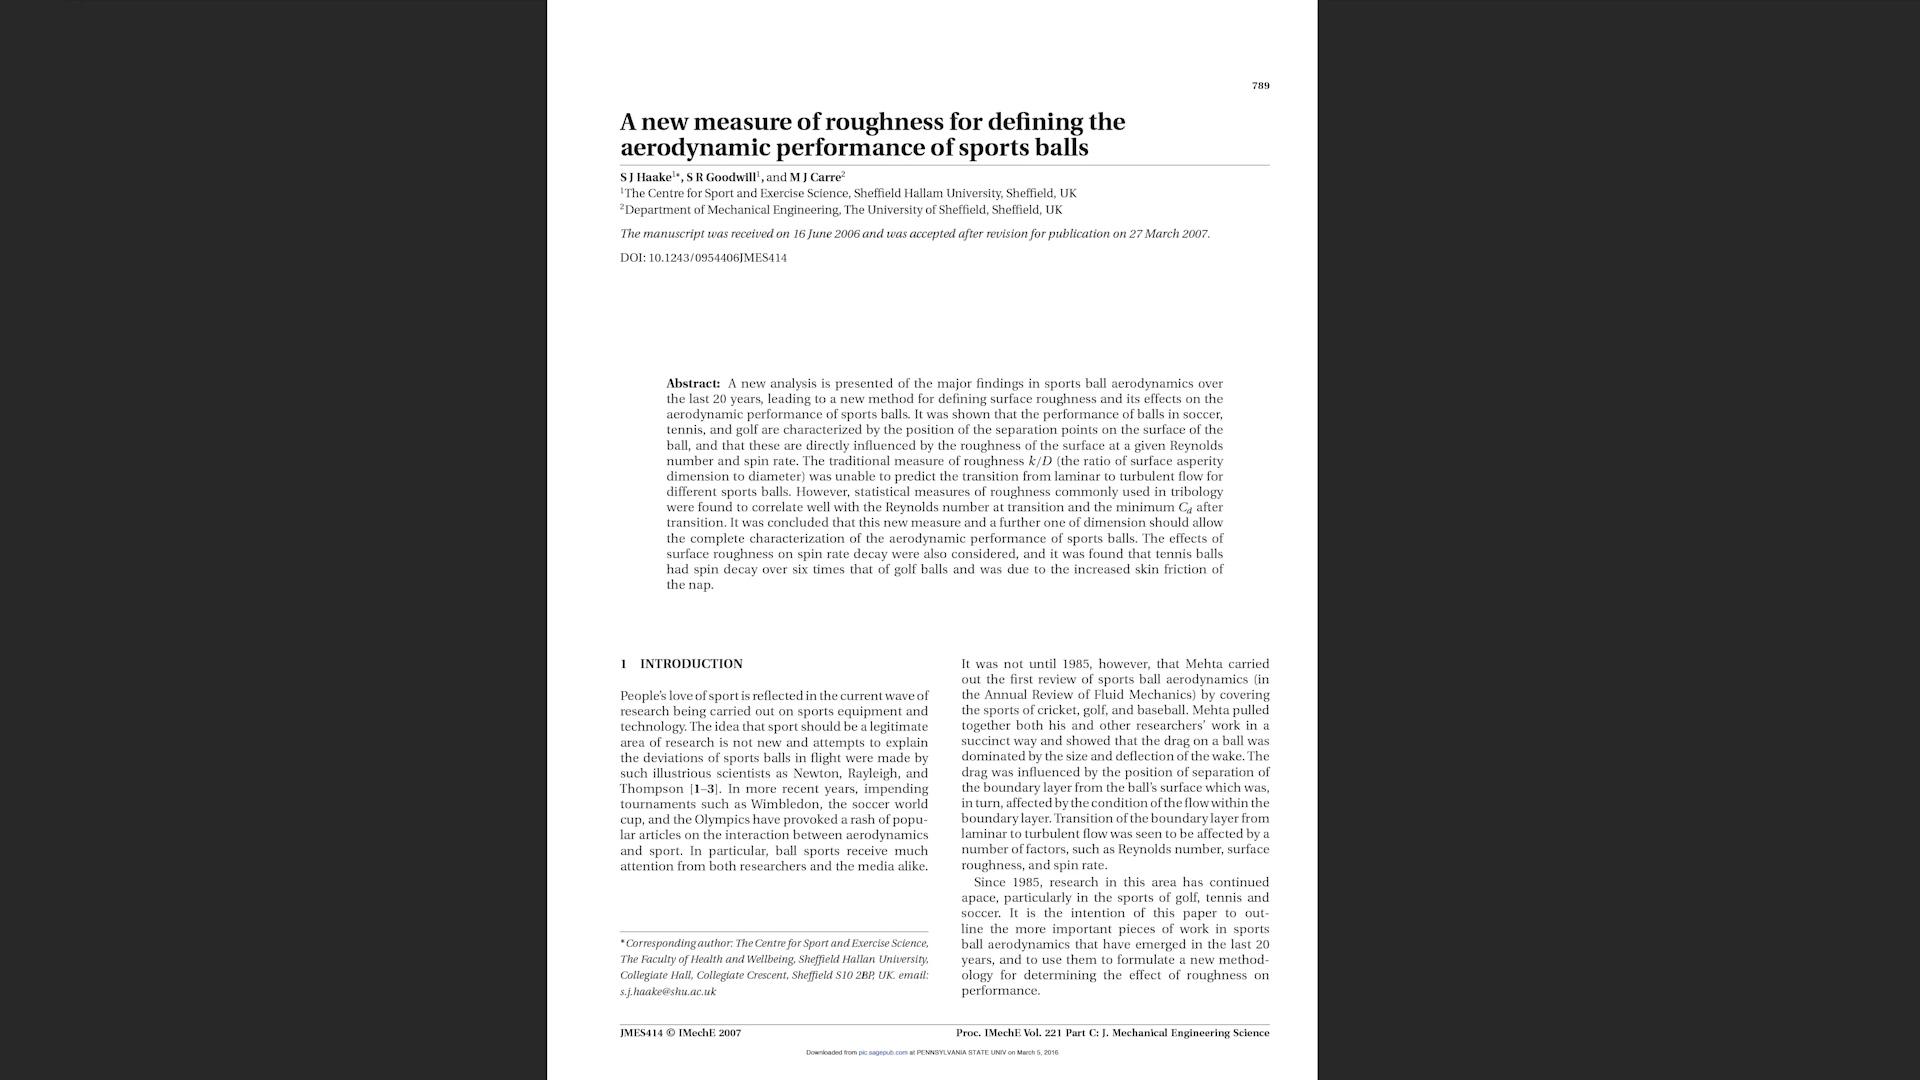 789
A new measure of roughness for defining the
aerodynamic performance of sports balls
S J Haake1*, S R Goodwill1, and M J Carre2
1The Centre for Sport and Exercise Science, Sheffield Hallam University, Sheffield, UK
2Department of Mechanical Engineering, The University of Sheffield, Sheffield, UK
The manuscript was received on 16 June 2006 and was accepted after revision for publication on 27 March 2007.
DOI: 10.1243/0954406JMES414
Abstract: A new analysis is presented of the major findings in sports ball aerodynamics over
the last 20 years, leading to a new method for defining surface roughness and its effects on the
aerodynamic performance of sports balls. It was shown that the performance of balls in soccer,
tennis, and golf are characterized by the position of the separation points on the surface of the
ball, and that these are directly influenced by the roughness of the surface at a given Reynolds
number and spin rate. The traditional measure of roughness k/D (the ratio of surface asperity
dimension to diameter) was unable to predict the transition from laminar to turbulent flow for
different sports balls. However, statistical measures of roughness commonly used in tribology
were found to correlate well with the Reynolds number at transition and the minimum Cd after
transition. It was concluded that this new measure and a further one of dimension should allow
the complete characterization of the aerodynamic performance of sports balls. The effects of
surface roughness on spin rate decay were also considered, and it was found that tennis balls
had spin decay over six times that of golf balls and was due to the increased skin friction of
the nap.
1 INTRODUCTION
People's love of sport is reflected in the current wave of
research being carried out on sports equipment and
technology. The idea that sport should be a legitimate
area of research is not new and attempts to explain
the deviations of sports balls in flight were made by
such illustrious scientists as Newton, Rayleigh, and
Thompson [1–3]. In more recent years, impending
tournaments such as Wimbledon, the soccer world
cup, and the Olympics have provoked a rash of popu-
lar articles on the interaction between aerodynamics
and sport. In particular, ball sports receive much
attention from both researchers and the media alike.
*Corresponding author: The Centre for Sport and Exercise Science,
The Faculty of Health and Wellbeing, Sheffield Hallan University,
Collegiate Hall, Collegiate Crescent, Sheffield S10 2BP, UK. email:
s.j.haake@shu.ac.uk
It was not until 1985, however, that Mehta carried
out the first review of sports ball aerodynamics (in
the Annual Review of Fluid Mechanics) by covering
the sports of cricket, golf, and baseball. Mehta pulled
together both his and other researchers' work in a
succinct way and showed that the drag on a ball was
dominated by the size and deflection of the wake. The
drag was influenced by the position of separation of
the boundary layer from the ball's surface which was,
in turn, affected by the condition of the flow within the
boundary layer. Transition of the boundary layer from
laminar to turbulent flow was seen to be affected by a
number of factors, such as Reynolds number, surface
roughness, and spin rate.
Since 1985, research in this area has continued
apace, particularly in the sports of golf, tennis and
soccer. It is the intention of this paper to out-
line the more important pieces of work in sports
ball aerodynamics that have emerged in the last 20
years, and to use them to formulate a new method-
ology for determining the effect of roughness on
performance.
JMES414 © IMechE 2007
Proc. IMechE Vol. 221 Part C: J. Mechanical Engineering Science
Downloaded from pic.sagepub.com at PENNSYLVANIA STATE UNIV on March 5, 2016